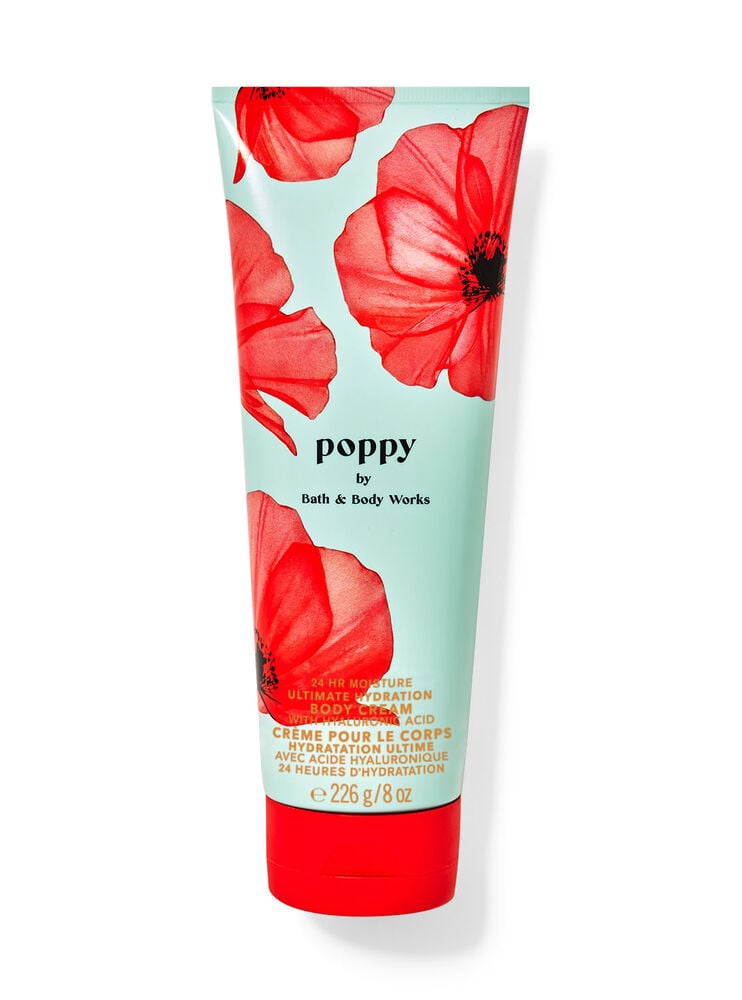 poppy
by
Bath & Body Works
24 HR MOISTURE
ULTIMATE HYDRATION
BODY CREAM
WITH HYALURONIC ACID
CRÈME POUR LE CORPS
HYDRATATION ULTIME
AVEC ACIDE HYALURONIQUE
24 HEURES D'HYDRATATION
℮ 226 g/8 oz